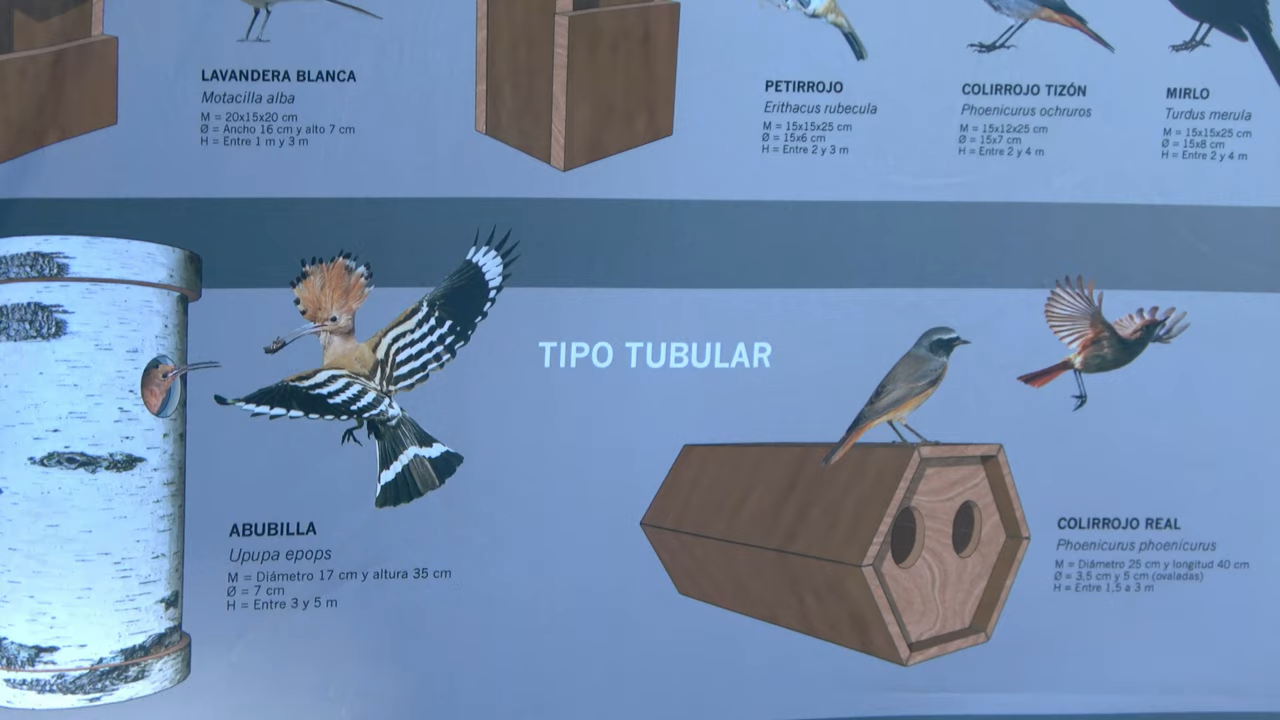 LAVANDERA BLANCA
Motacilla alba
M = 20x15x20 cm
Ø = Ancho 16 cm y alto 7 cm
H = Entre 1 m y 3 m
PETIRROJO
Erithacus rubecula
M = 15x15x25 cm
Ø = 15x6 cm
H = Entre 2 y 3 m
COLIRROJO TIZÓN
Phoenicurus ochruros
M = 15x12x25 cm
Ø = 15x7 cm
H = Entre 2 y 4 m
MIRLO
Turdus merula
M = 15x15x25 cm
Ø = 15x8 cm
H = Entre 2 y 4 m
TIPO TUBULAR
ABUBILLA
Upupa epops
M = Diámetro 17 cm y altura 35 cm
Ø = 7 cm
H = Entre 3 y 5 m
COLIRROJO REAL
Phoenicurus phoenicurus
M = Diámetro 25 cm y longitud 40 cm
Ø = 3,5 cm y 5 cm (ovaladas)
H = Entre 1,5 a 3 m